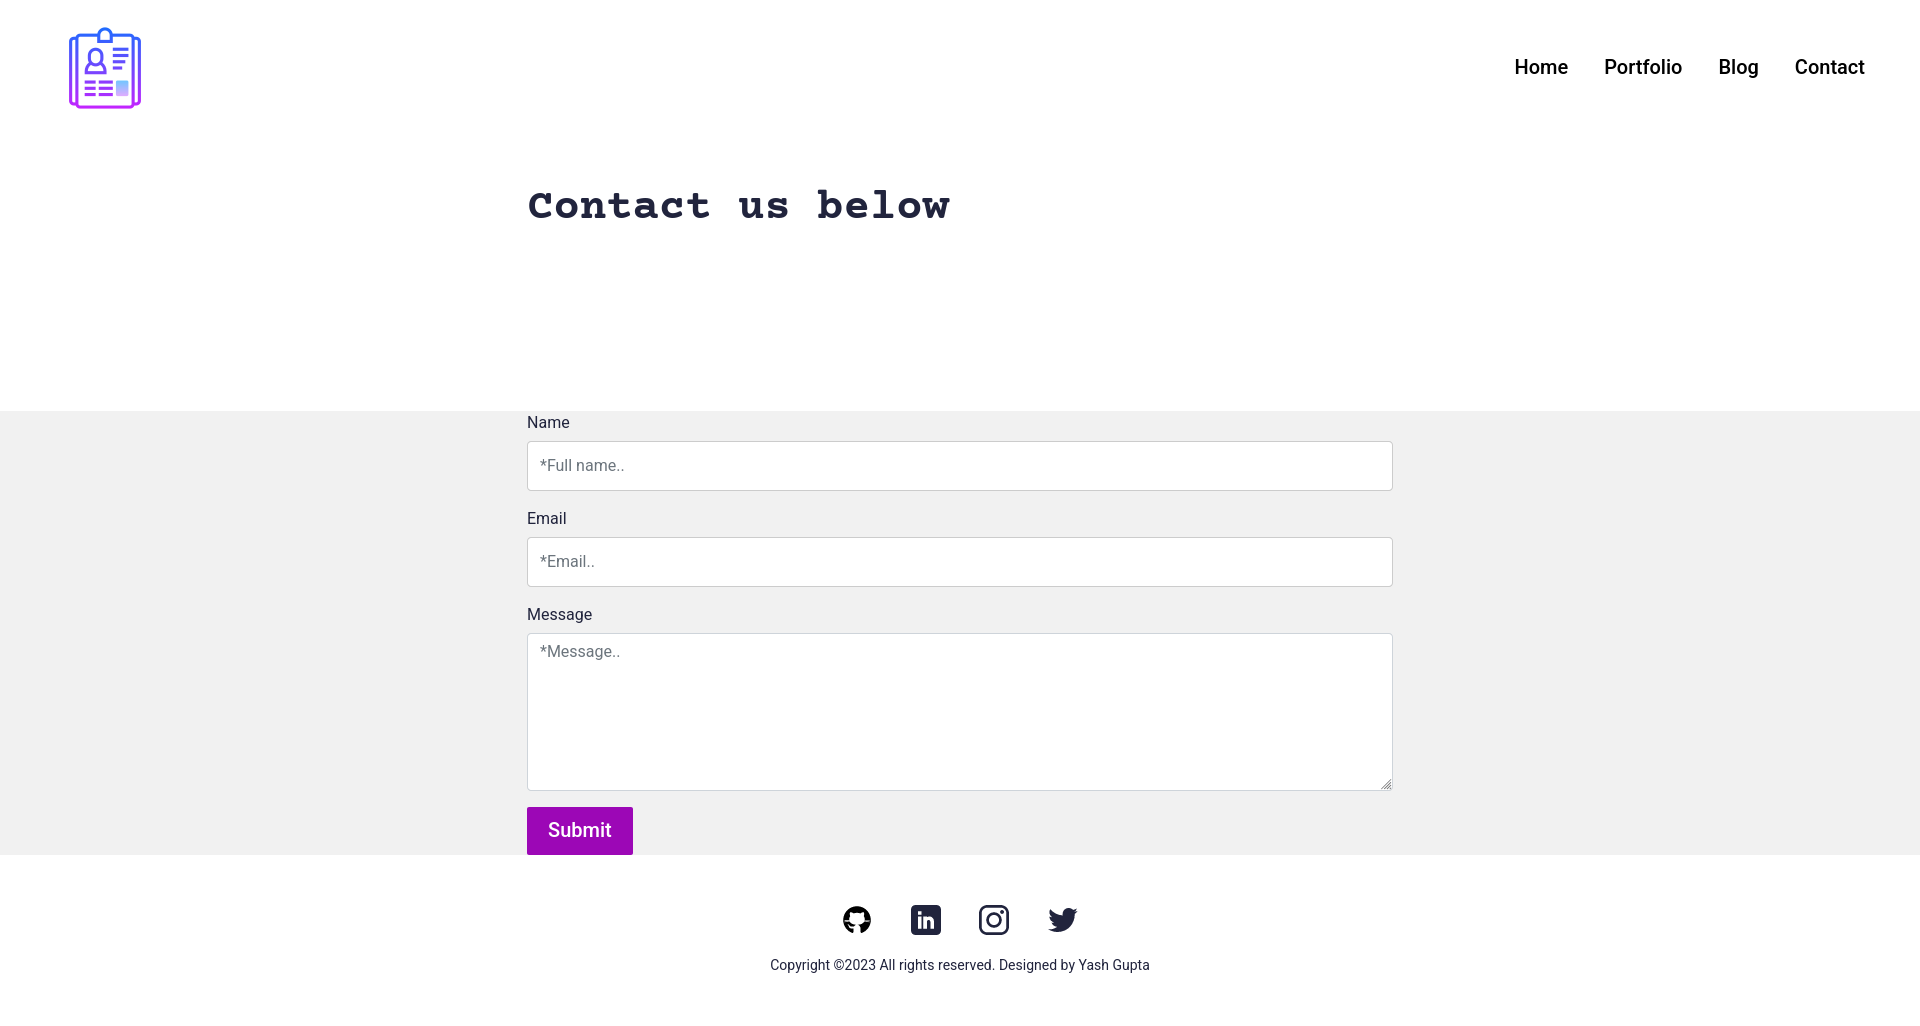 Home Portfolio Blog Contact
Contact us below
Name
*Full name..
Email
*Email..
Message
*Message..
Submit
Copyright ©2023 All rights reserved. Designed by Yash Gupta